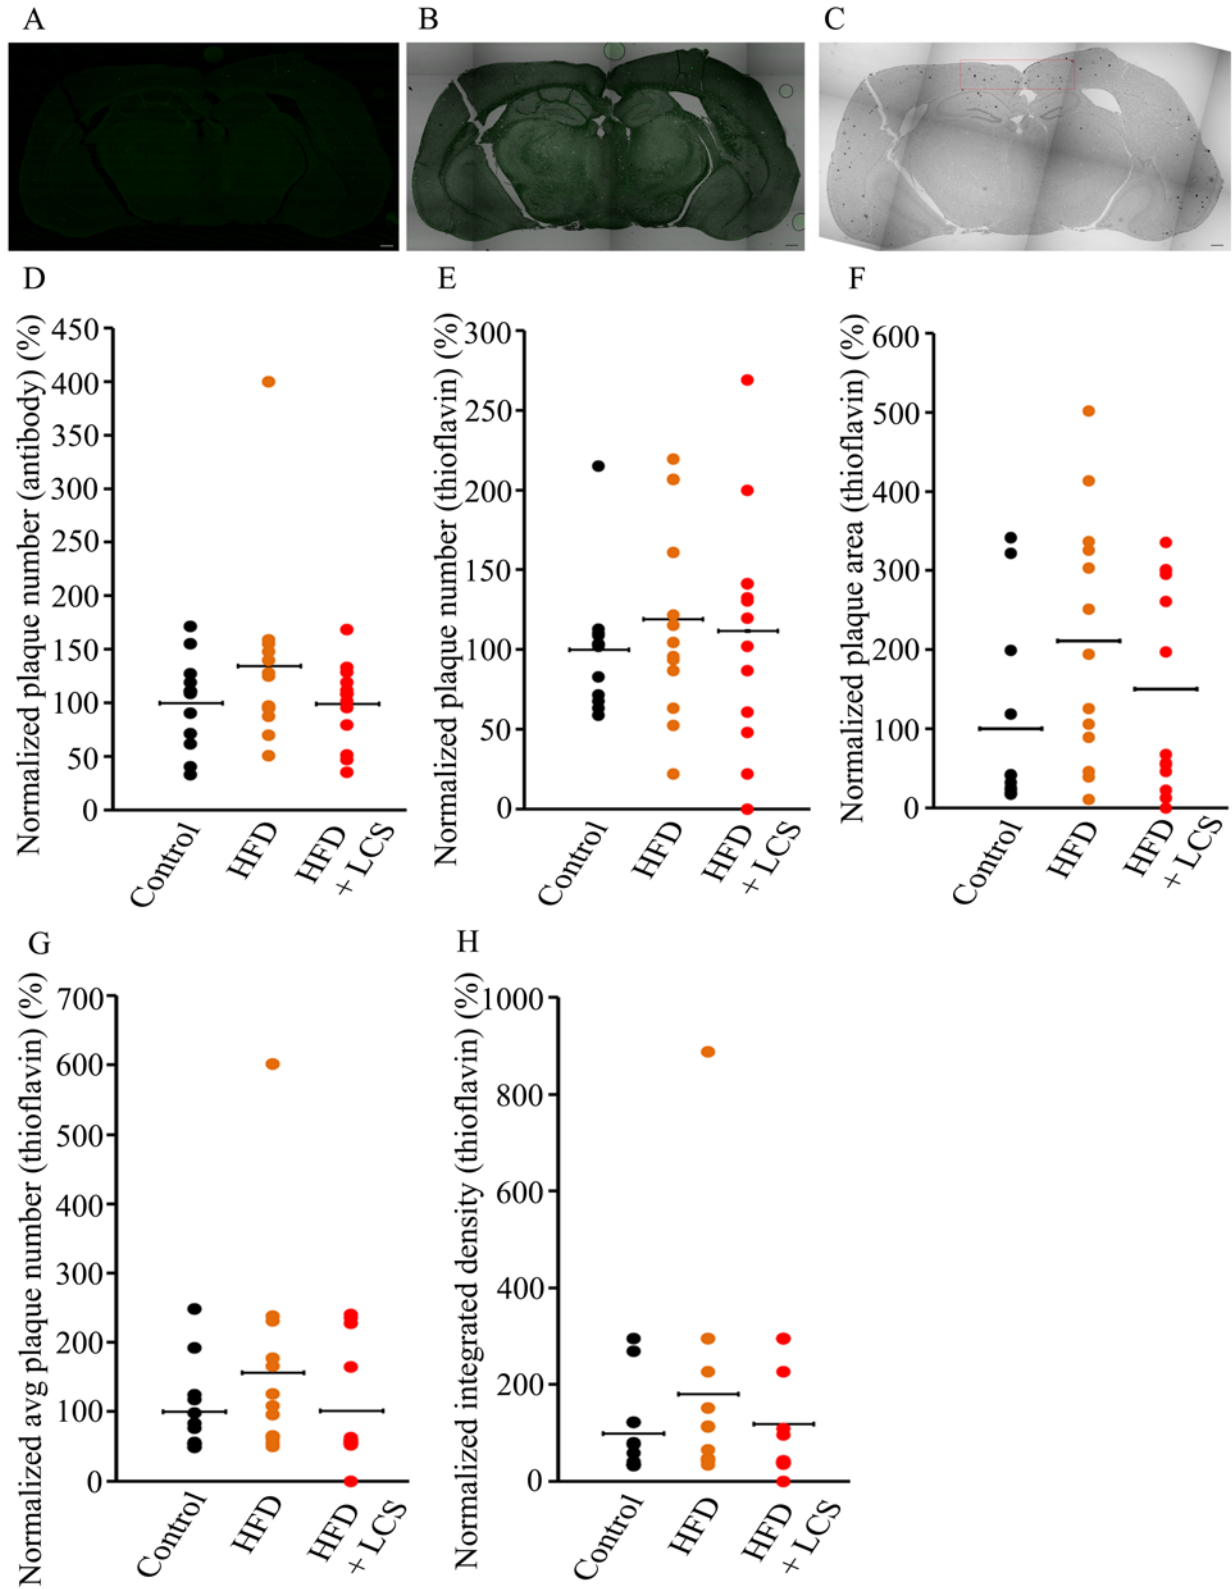 A
B
C
D
E
F
Normalized plaque number (antibody) (%)
450
400
350
300
250
200
150
100
50
0
Control
HFD
HFD
+ LCS
Normalized plaque number (thioflavin) (%)
300
250
200
150
100
50
0
Control
HFD
HFD
+ LCS
Normalized plaque area (thioflavin) (%)
600
500
400
300
200
100
0
Control
HFD
HFD
+ LCS
G
H
Normalized avg plaque number (thioflavin) (%)
700
600
500
400
300
200
100
0
Control
HFD
HFD
+ LCS
Normalized integrated density (thioflavin) (%)
1000
800
600
400
200
0
Control
HFD
HFD
+ LCS